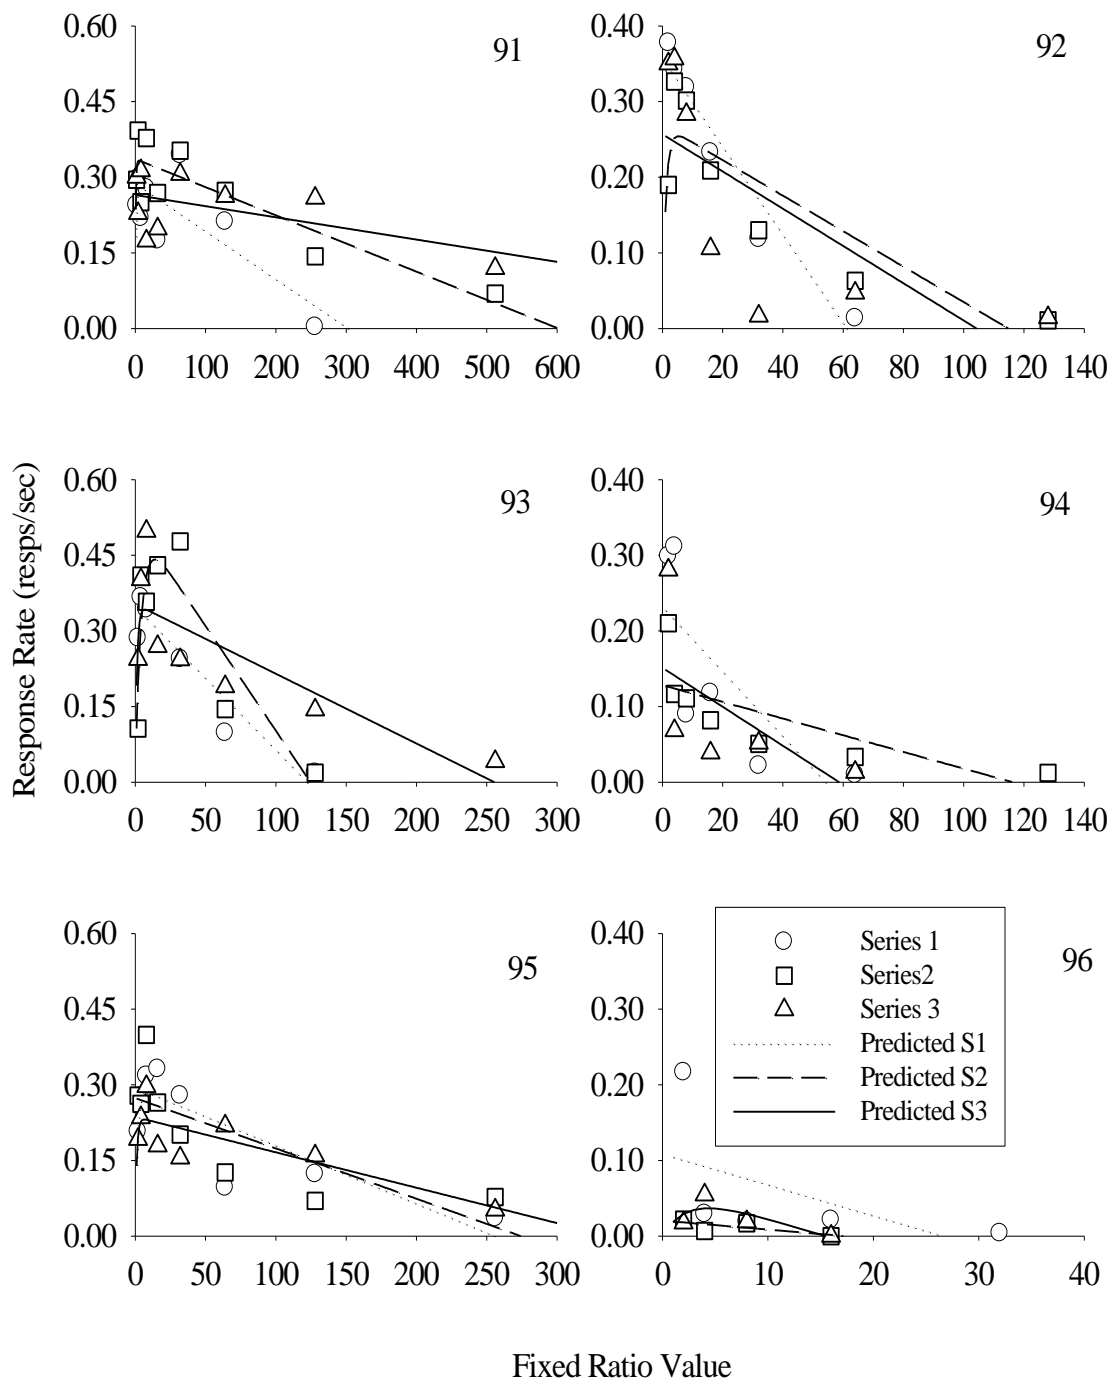 0.60 91 0.40 92
0.45 0.30
0.30 0.20
0.15 0.10
0.00 0.00
0 100 200 300 400 500 600 0 20 40 60 80 100 120 140
Response Rate (resps/sec)
0.60 93 0.40 94
0.45 0.30
0.30 0.20
0.15 0.10
0.00 0.00
0 50 100 150 200 250 300 0 20 40 60 80 100 120 140
0.60 95 0.40 96
0.45 0.30
0.30 0.20
0.15 0.10
0.00 0.00
0 50 100 150 200 250 300 0 10 20 30 40
Series 1
Series2
Series 3
Predicted S1
Predicted S2
Predicted S3
Fixed Ratio Value